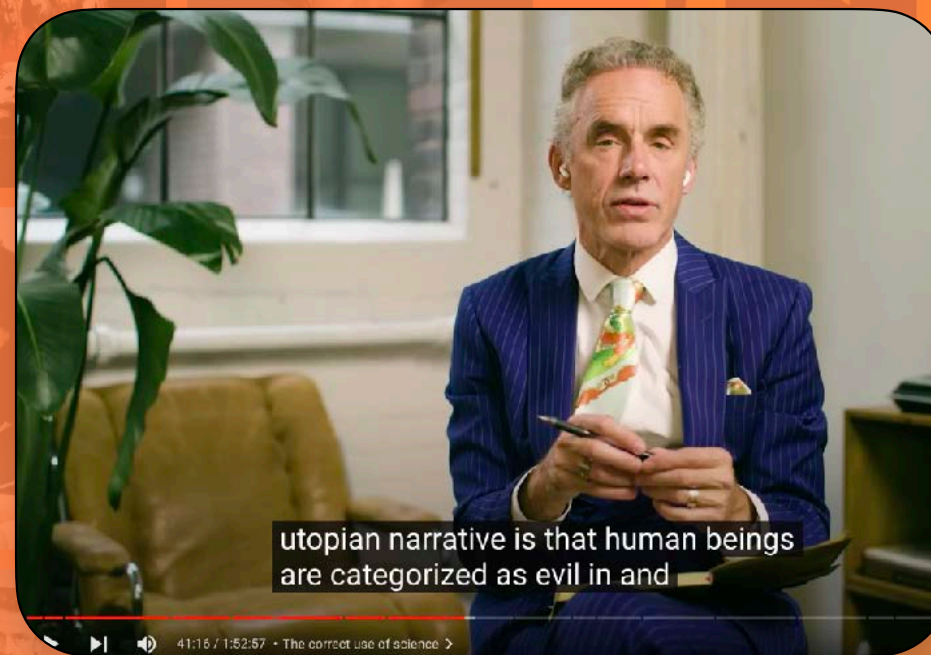 utopian narrative is that human beings
are categorized as evil in and
41:16 / 1:52:57 • The correct use of science >